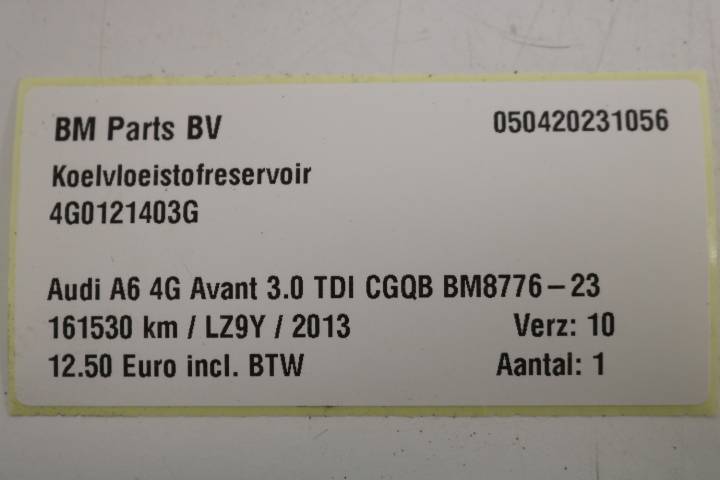 BM Parts BV 050420231056
Koelvloeistofreservoir
4G0121403G
Audi A6 4G Avant 3.0 TDI CGQB BM8776-23
161530 km / LZ9Y / 2013 Verz: 10
12.50 Euro incl. BTW Aantal: 1